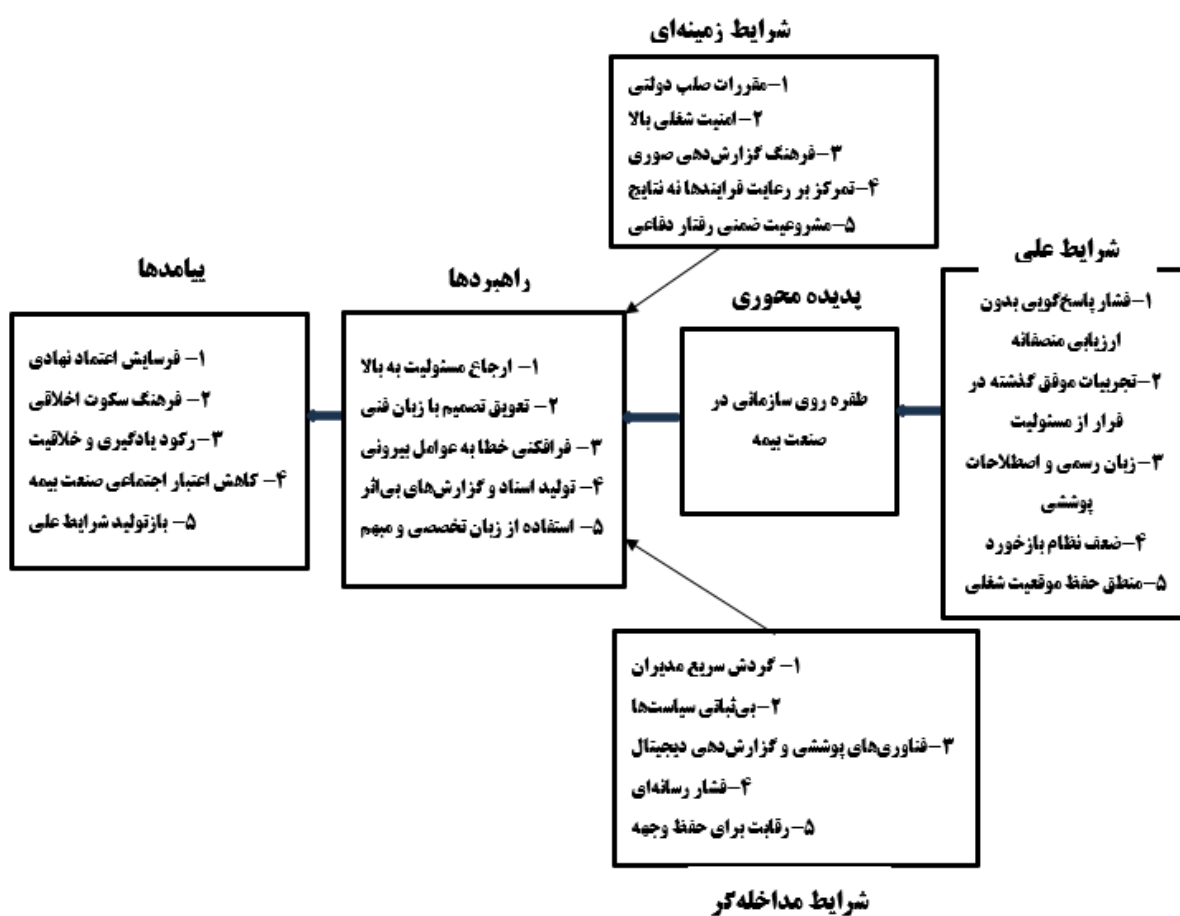 شرایط زمینه‌ای
۱-مقررات صلب دولتی
۲-امنیت شغلی بالا
۳-فرهنگ گزارش‌دهی صوری
۴-تمرکز بر رعایت فرایندها نه نتایج
۵-مشروعیت ضمنی رفتار دفاعی
شرایط علی
۱-فشار پاسخ‌گویی بدون
ارزیابی منصفانه
۲-تجربیات موفق گذشته در
فرار از مسئولیت
۳-زبان رسمی و اصطلاحات
پوششی
۴-ضعف نظام بازخورد
۵-منطق حفظ موقعیت شغلی
پدیده محوری
طفره روی سازمانی در
صنعت بیمه
راهبردها
۱- ارجاع مسئولیت به بالا
۲- تعویق تصمیم با زبان فنی
۳- فرافکنی خطا به عوامل بیرونی
۴- تولید اسناد و گزارش‌های بی‌اثر
۵- استفاده از زبان تخصصی و مبهم
پیامدها
۱- فرسایش اعتماد نهادی
۲- فرهنگ سکوت اخلاقی
۳- رکود یادگیری و خلاقیت
۴- کاهش اعتبار اجتماعی صنعت بیمه
۵- بازتولید شرایط علی
۱- گردش سریع مدیران
۲-بی‌ثباتی سیاست‌ها
۳-فناوری‌های پوششی و گزارش‌دهی دیجیتال
۴-فشار رسانه‌ای
۵-رقابت برای حفظ وجهه
شرایط مداخله‌گر